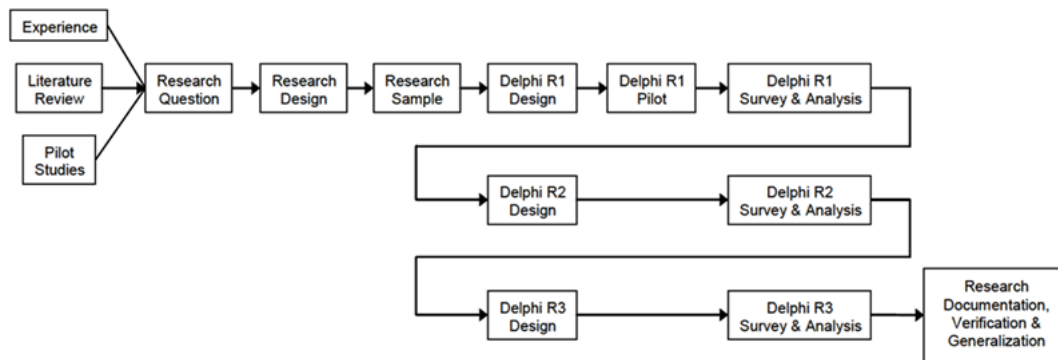 Experience
Literature
Review
Pilot
Studies
Research
Question
Research
Design
Research
Sample
Delphi R1
Design
Delphi R1
Pilot
Delphi R1
Survey & Analysis
Delphi R2
Design
Delphi R2
Survey & Analysis
Delphi R3
Design
Delphi R3
Survey & Analysis
Research
Documentation,
Verification &
Generalization